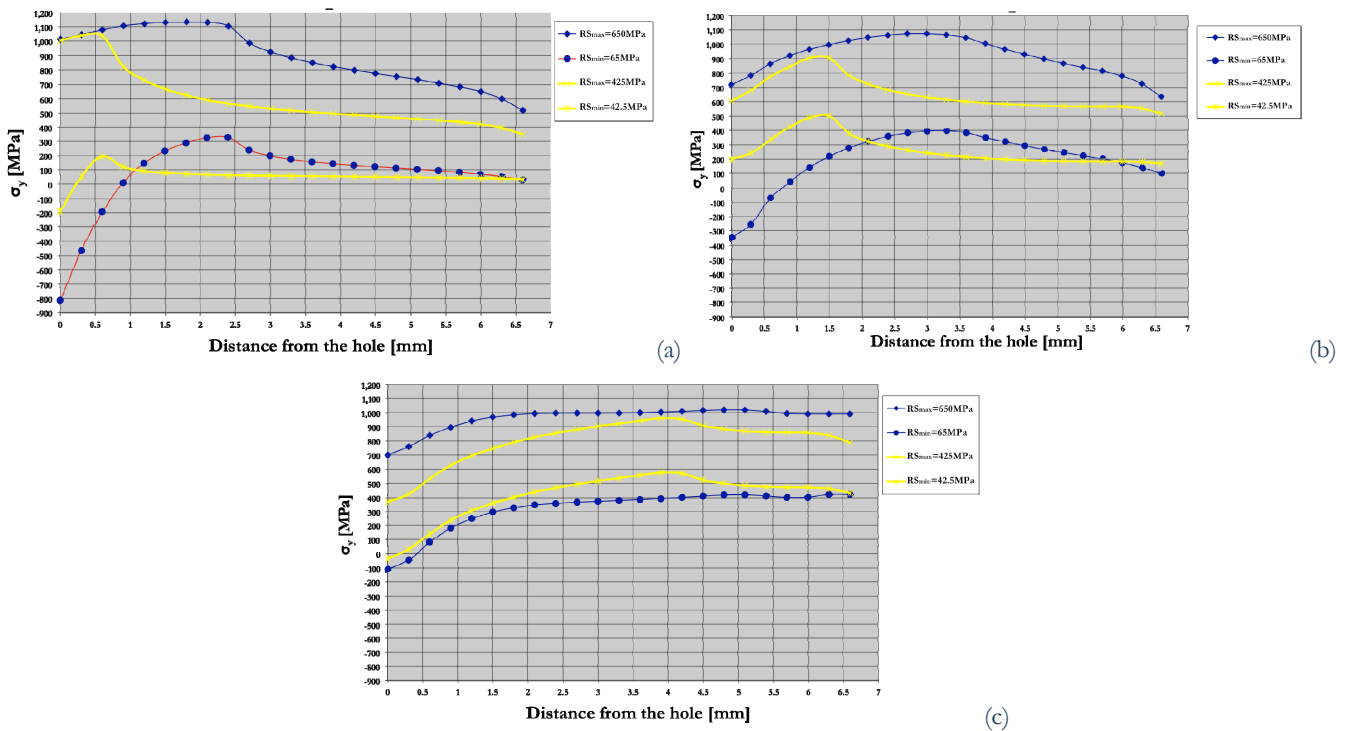 1,200
1,100
1,000
900
800
700
600
500
400
300
200
100
0
-100
-200
-300
-400
-500
-600
-700
-800
-900
σy [MPa]
0 0.5 1 1.5 2 2.5 3 3.5 4 4.5 5 5.5 6 6.5 7
Distance from the hole [mm]
RSmax=650MPa
RSmin=65MPa
RSmax=425MPa
RSmin=42.5MPa
(a)
1,200
1,100
1,000
900
800
700
600
500
400
300
200
100
0
-100
-200
-300
-400
-500
-600
-700
-800
-900
σy [MPa]
0 0.5 1 1.5 2 2.5 3 3.5 4 4.5 5 5.5 6 6.5 7
Distance from the hole [mm]
RSmax=650MPa
RSmin=65MPa
RSmax=425MPa
RSmin=42.5MPa
(b)
1,200
1,100
1,000
900
800
700
600
500
400
300
200
100
0
-100
-200
-300
-400
-500
-600
-700
-800
-900
σy [MPa]
0 0.5 1 1.5 2 2.5 3 3.5 4 4.5 5 5.5 6 6.5 7
Distance from the hole [mm]
RSmax=650MPa
RSmin=65MPa
RSmax=425MPa
RSmin=42.5MPa
(c)